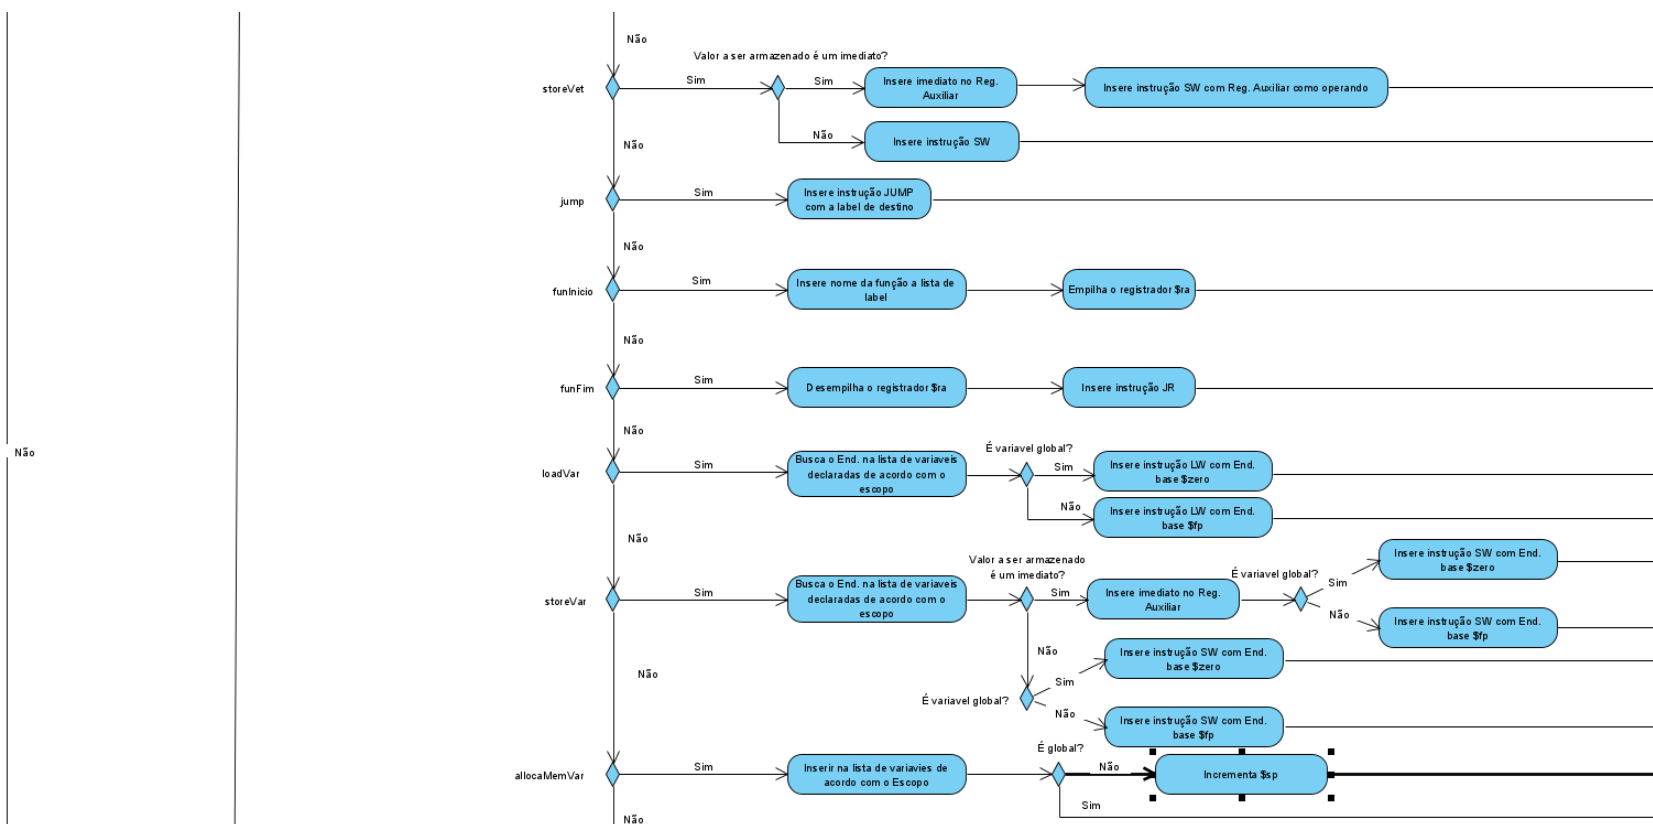 Não
Valor a ser armazenado é um imediato?
storeVet
Sim
Sim
Insere imediato no Reg.
Auxiliar
Insere instrução SW com Reg. Auxiliar como operando
Não
Insere instrução SW
Não
jump
Sim
Insere instrução JUMP
com a label de destino
Não
funInicio
Sim
Insere nome da função a lista de
label
Empilha o registrador $ra
Não
funFim
Sim
Desempilha o registrador $ra
Insere instrução JR
Não
Não
loadVar
Sim
Busca o End. na lista de variaveis
declaradas de acordo com o
escopo
É variavel global?
Sim
Insere instrução LW com End.
base $zero
Não
Insere instrução LW com End.
base $fp
Não
storeVar
Sim
Busca o End. na lista de variaveis
declaradas de acordo com o
escopo
Valor a ser armazenado
é um imediato?
Sim
Insere imediato no Reg.
Auxiliar
É variavel global?
Sim
Insere instrução SW com End.
base $zero
Não
Insere instrução SW com End.
base $fp
Não
É variavel global?
Sim
Insere instrução SW com End.
base $zero
Não
Insere instrução SW com End.
base $fp
Não
allocaMemVar
Sim
Inserir na lista de variavies de
acordo com o Escopo
É global?
Não
Incrementa $sp
Sim
Não